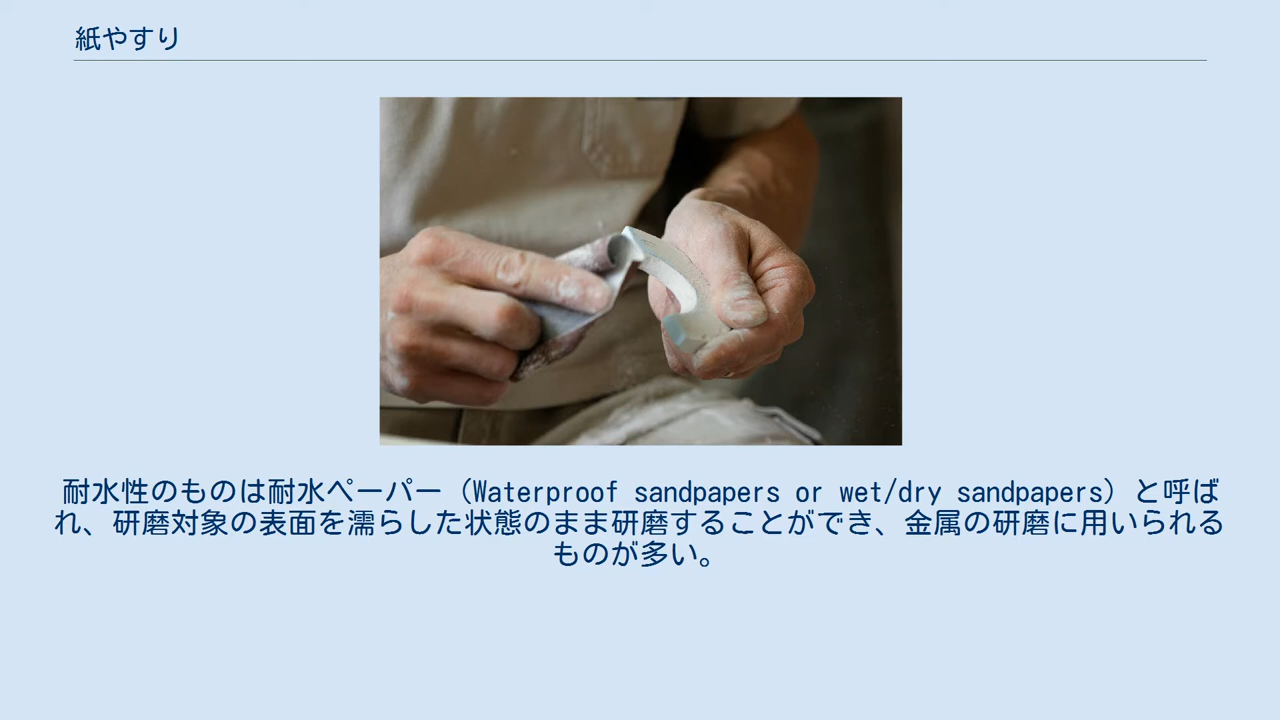 紙やすり
耐水性のものは耐水ペーパー（Waterproof sandpapers or wet/dry sandpapers）と呼ば
れ、研磨対象の表面を濡らした状態のまま研磨することができ、金属の研磨に用いられる
ものが多い。